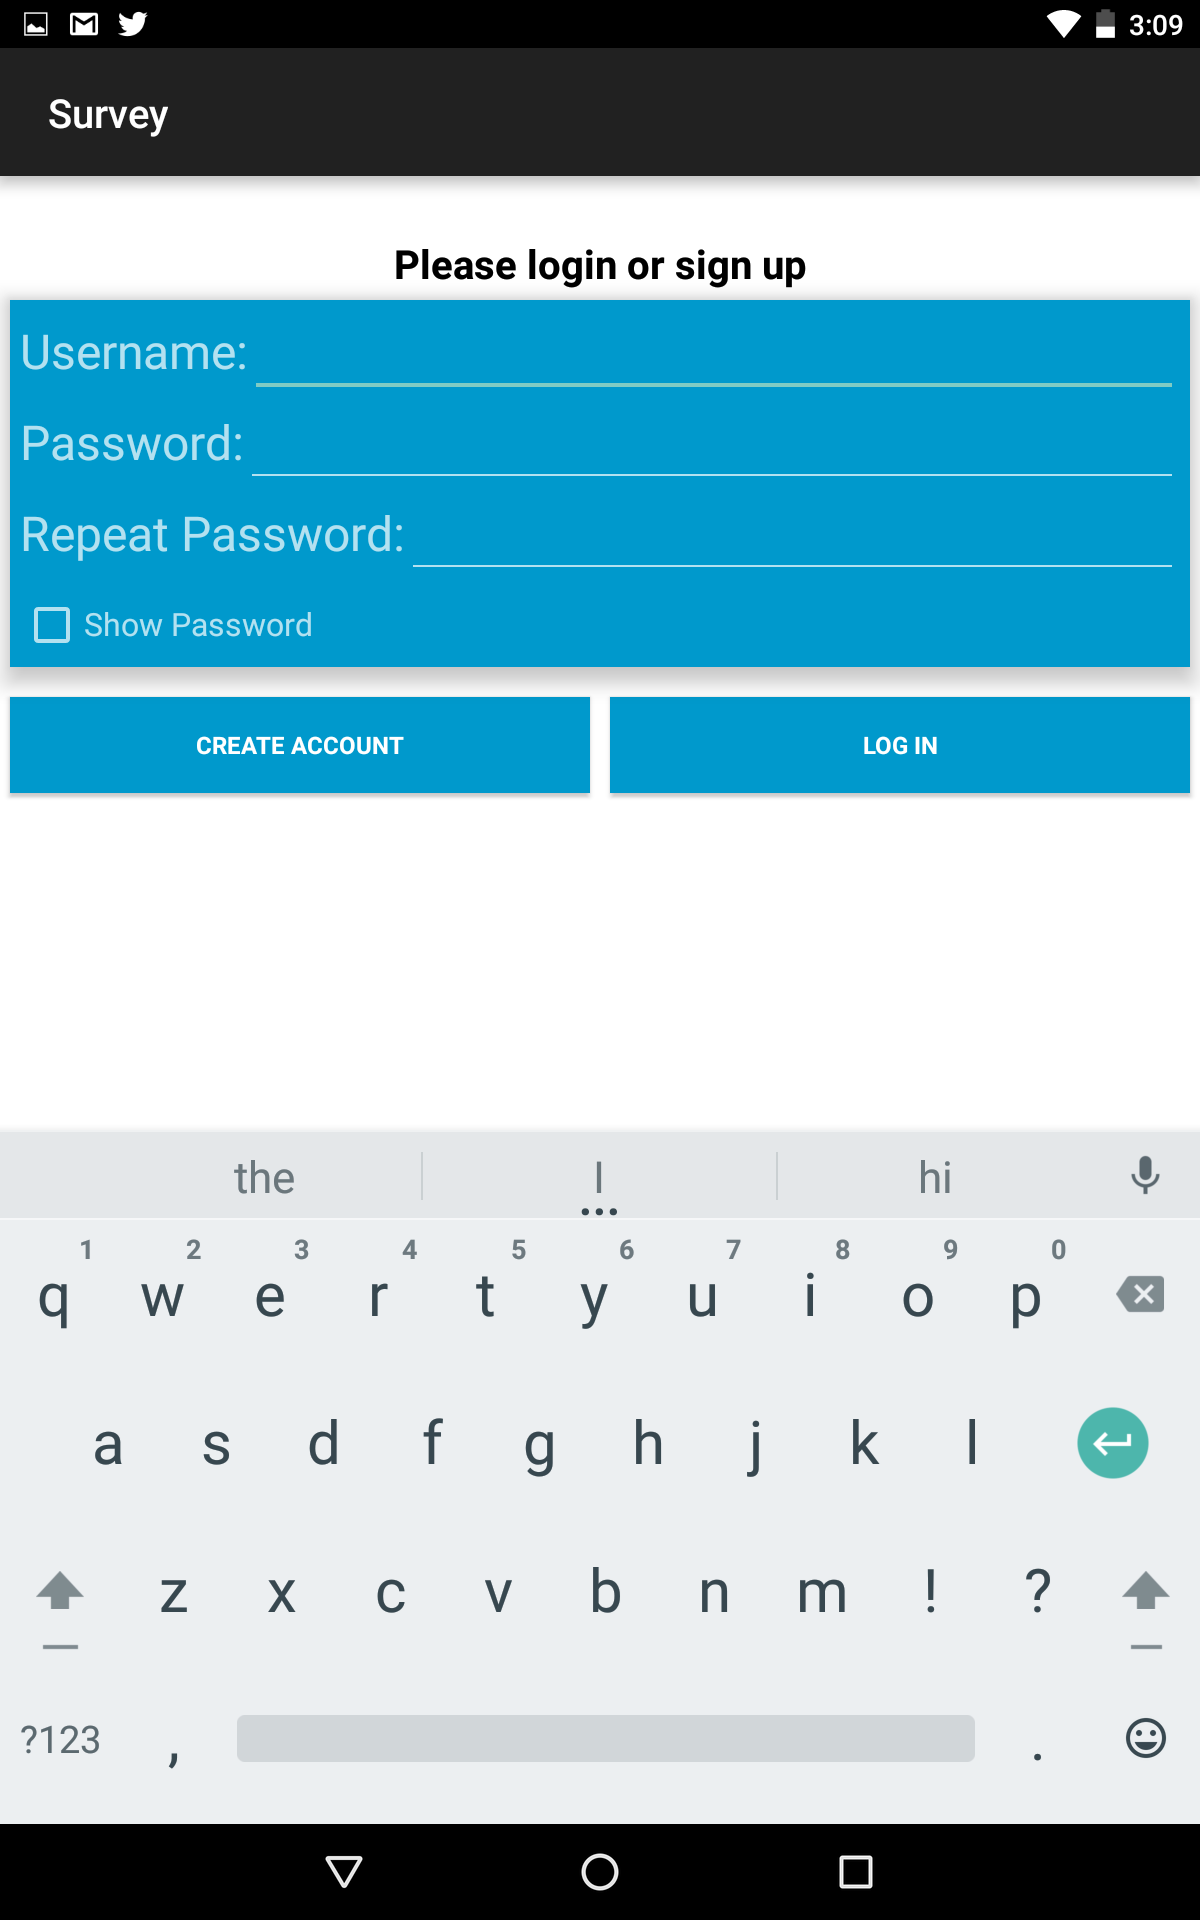 3:09
Survey
Please login or sign up
Username:
Password:
Repeat Password:
Show Password
CREATE ACCOUNT LOG IN
the I hi
1 2 3 4 5 6 7 8 9 0
q w e r t y u i o p
a s d f g h j k l
z x c v b n m ! ?
?123 , .